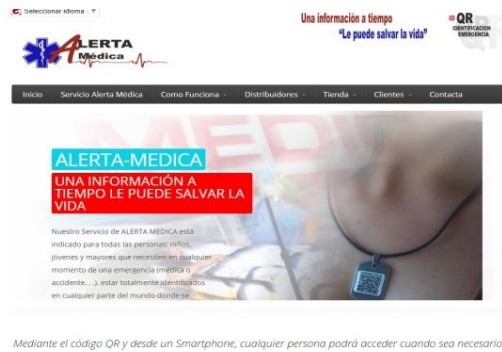 Seleccionar idioma | ▼
Una información a tiempo
"Le puede salvar la vida"
QR
IDENTIFICACION
EMERGENCIA
ALERTA
Médica
Inicio Servicio Alerta Médica Como Funciona Distribuidores Tienda Clientes Contacta
MEDI
ALERTA-MEDICA
UNA INFORMACIÓN A
TIEMPO LE PUEDE SALVAR LA
VIDA
Nuestro Servicio de ALERTA MEDICA está
indicado para todas las personas: niños,
jóvenes y mayores que necesiten en cualquier
momento de una emergencia (médica o
accidente. . .), estar totalmente identificados
en cualquier parte del mundo donde se
Mediante el código QR y desde un Smartphone, cualquier persona podrá acceder cuando sea necesario